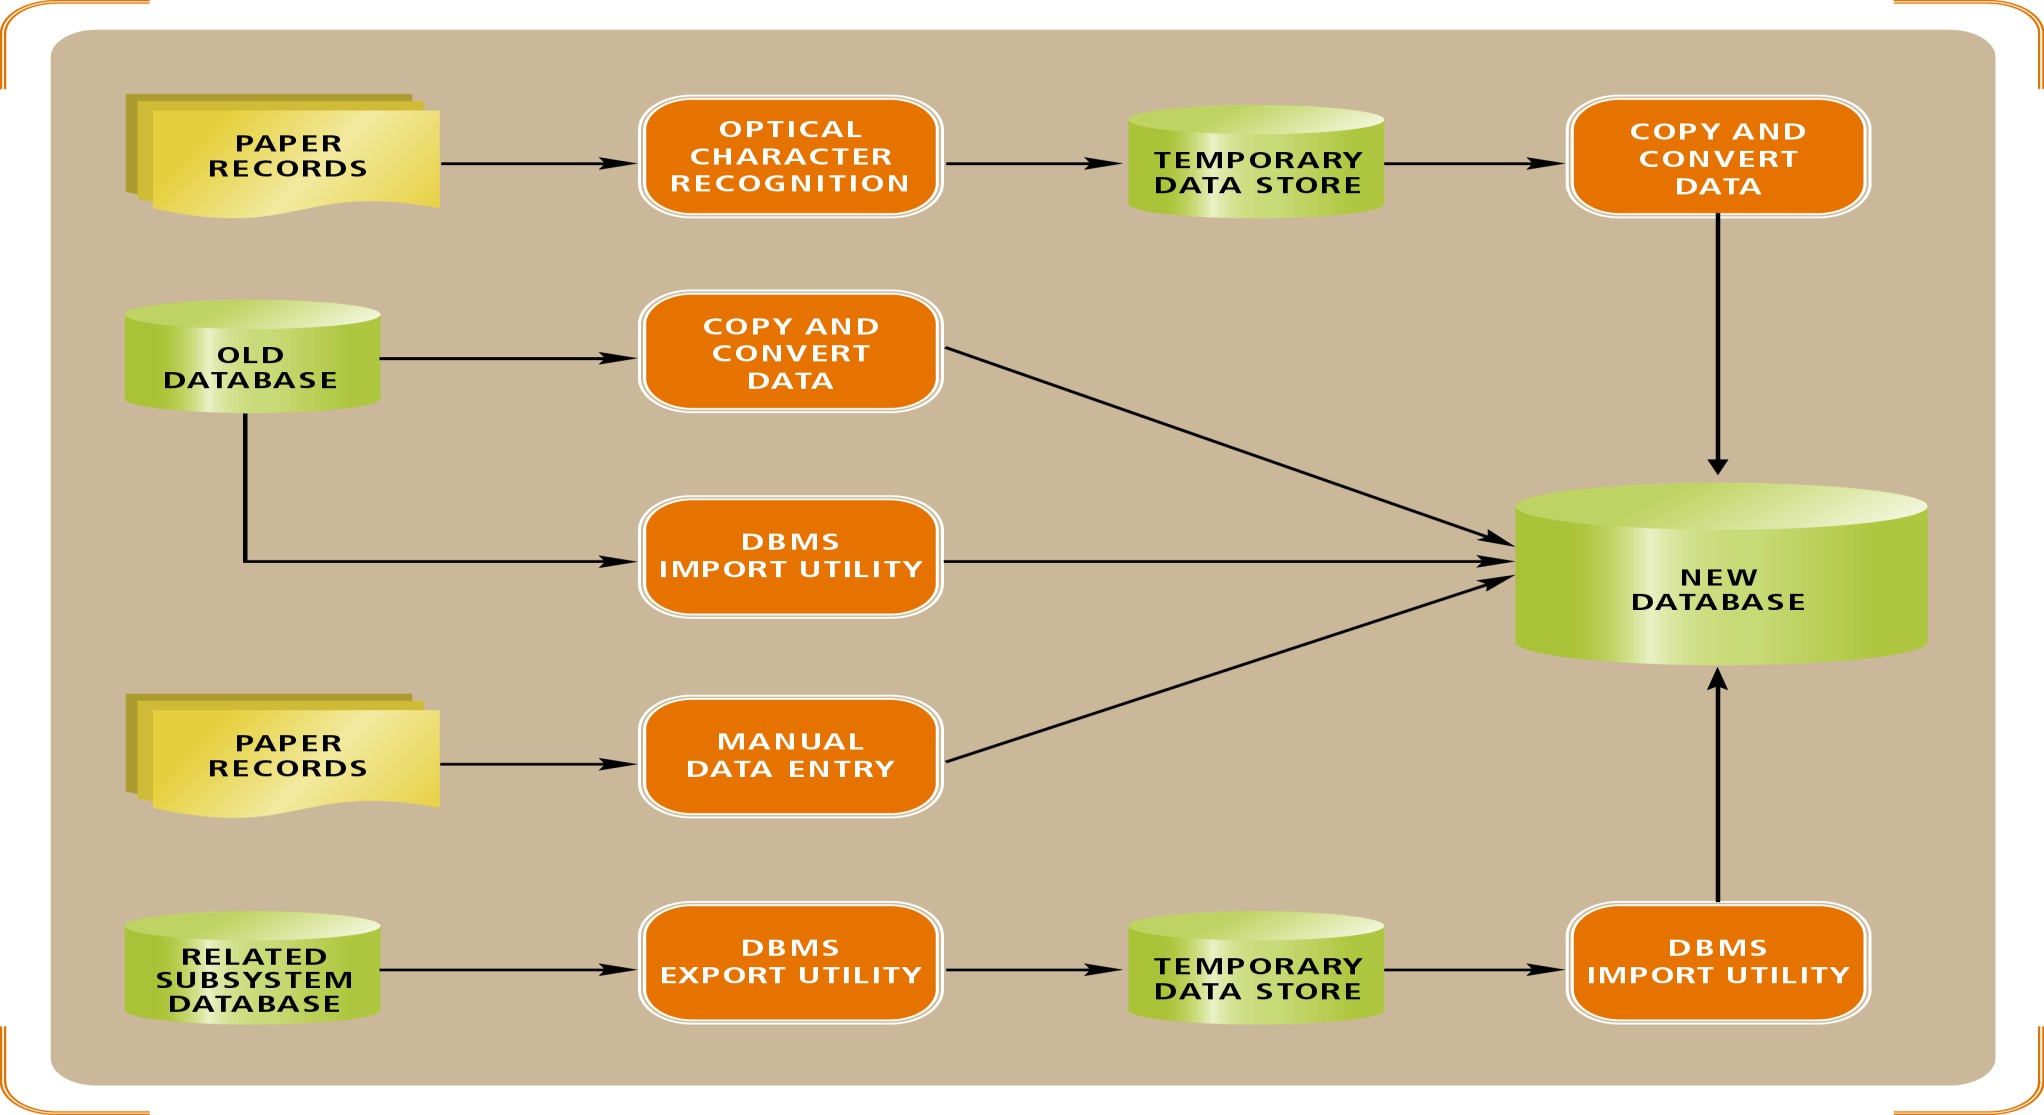 PAPER
RECORDS
OPTICAL
CHARACTER
RECOGNITION
TEMPORARY
DATA STORE
COPY AND
CONVERT
DATA
OLD
DATABASE
COPY AND
CONVERT
DATA
DBMS
IMPORT UTILITY
NEW
DATABASE
PAPER
RECORDS
MANUAL
DATA ENTRY
RELATED
SUBSYSTEM
DATABASE
DBMS
EXPORT UTILITY
TEMPORARY
DATA STORE
DBMS
IMPORT UTILITY